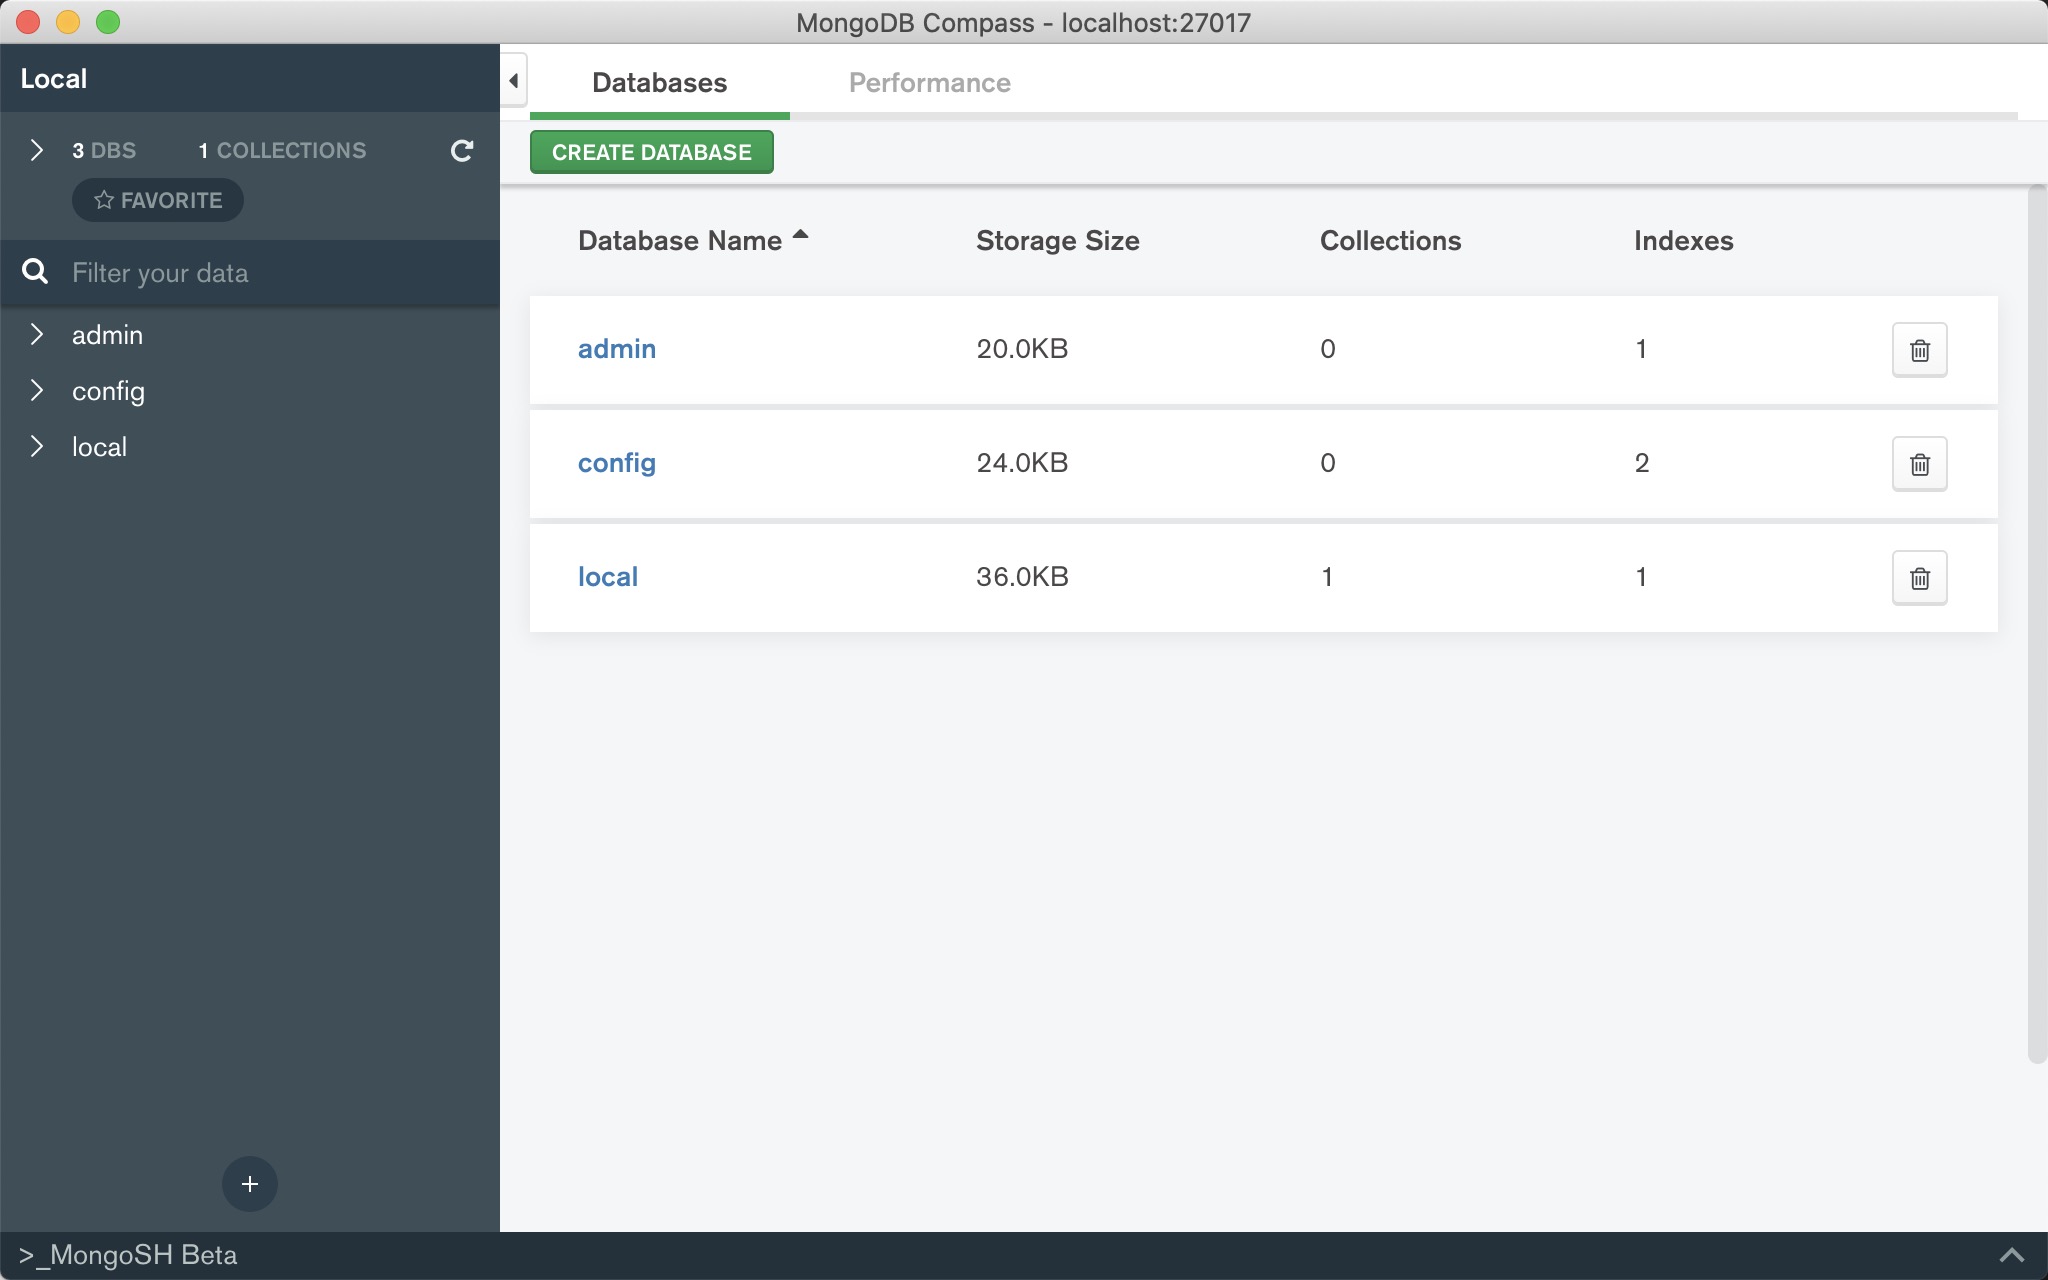 MongoDB Compass - localhost:27017
Local
3 DBS 1 COLLECTIONS
FAVORITE
Filter your data
admin
config
local
Databases Performance
CREATE DATABASE
Database Name Storage Size Collections Indexes
admin 20.0KB 0 1
config 24.0KB 0 2
local 36.0KB 1 1
>_MongoSH Beta